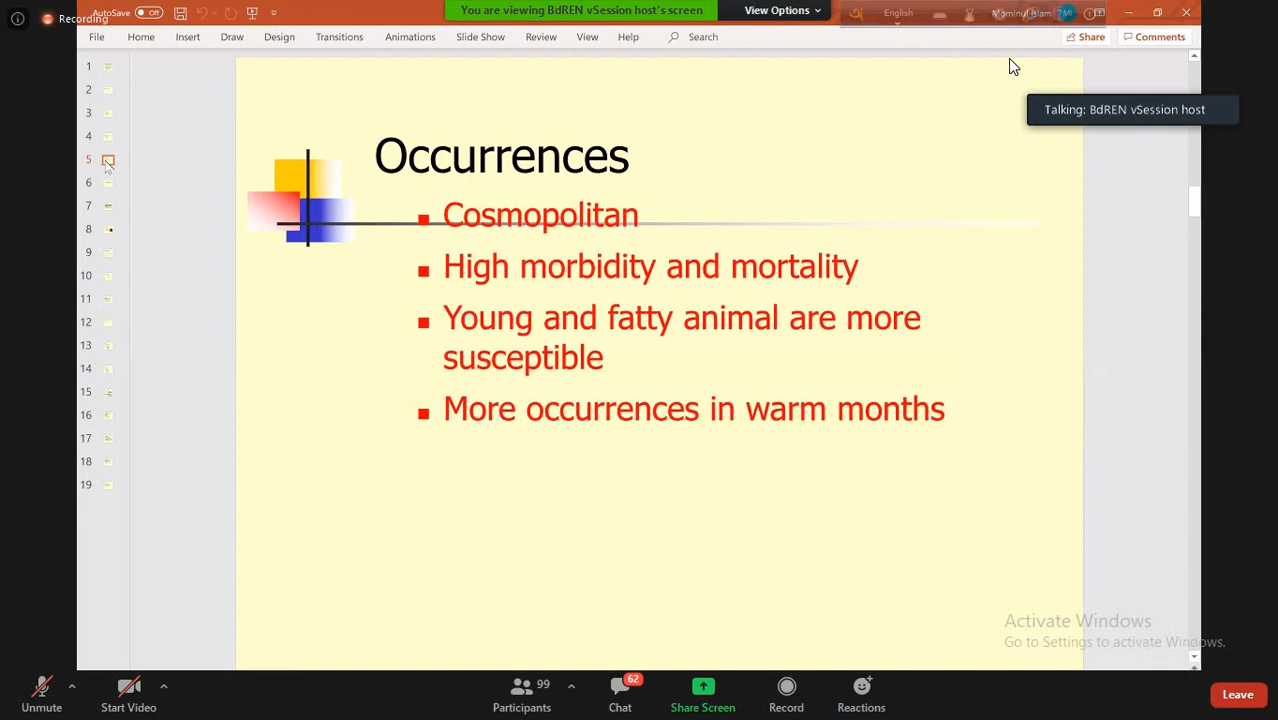 Recording
AutoSave Off
You are viewing BdREN vSession host's screen
View Options
English
Mominul Islam MI
File Home Insert Draw Design Transitions Animations Slide Show Review View Help Search Share Comments
Talking: BdREN vSession host
1
2
3
4
5
6
7
8
9
10
11
12
13
14
15
16
17
18
19
Occurrences
Cosmopolitan
High morbidity and mortality
Young and fatty animal are more
susceptible
More occurrences in warm months
Activate Windows
Go to Settings to activate Windows.
99
62
Unmute Start Video Participants Chat Share Screen Record Reactions Leave